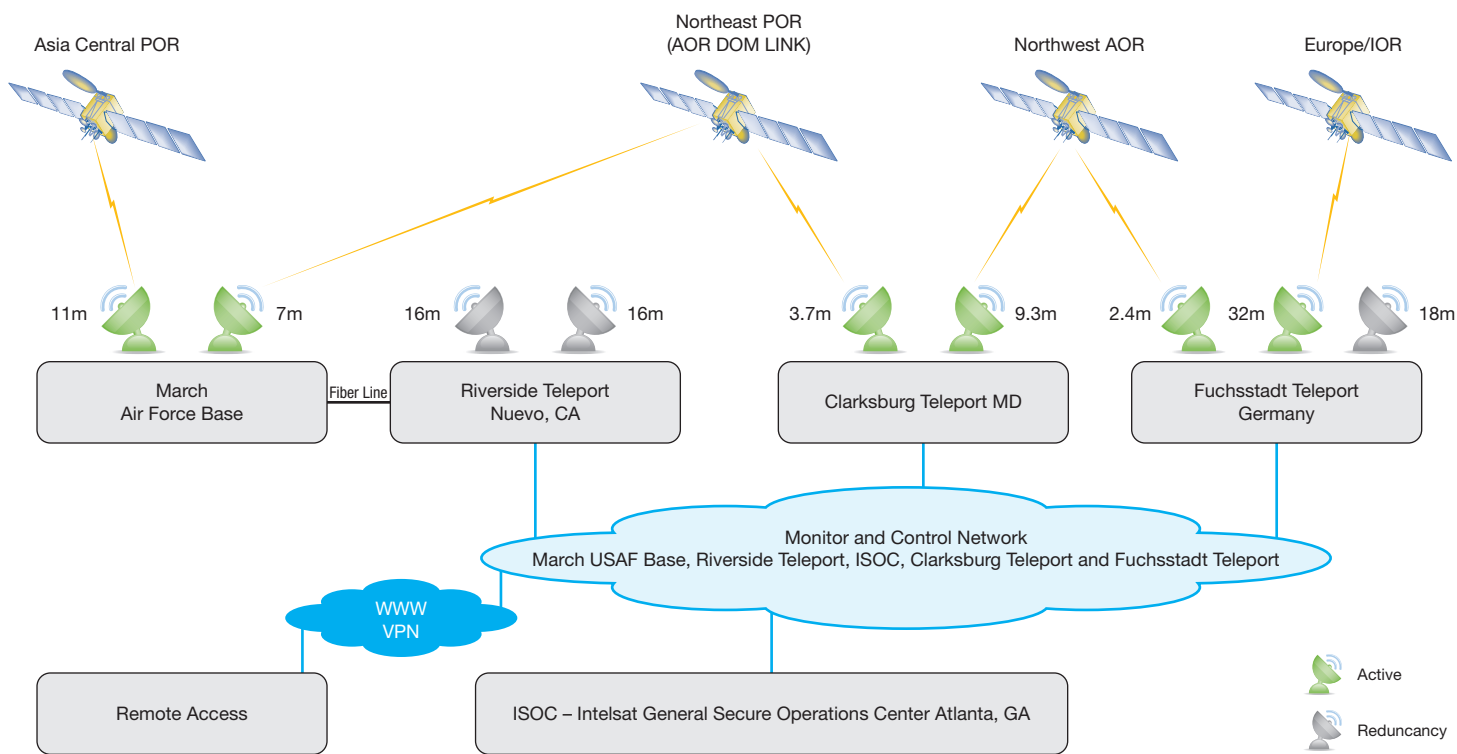 Asia Central POR
Northeast POR
(AOR DOM LINK)
Northwest AOR
Europe/IOR
11m
7m
16m
16m
3.7m
9.3m
2.4m
32m
18m
March
Air Force Base
Fiber Line
Riverside Teleport
Nuevo, CA
Clarksburg Teleport MD
Fuchsstadt Teleport
Germany
Monitor and Control Network
March USAF Base, Riverside Teleport, ISOC, Clarksburg Teleport and Fuchsstadt Teleport
WWW
VPN
Remote Access
ISOC – Intelsat General Secure Operations Center Atlanta, GA
Active
Reduncancy